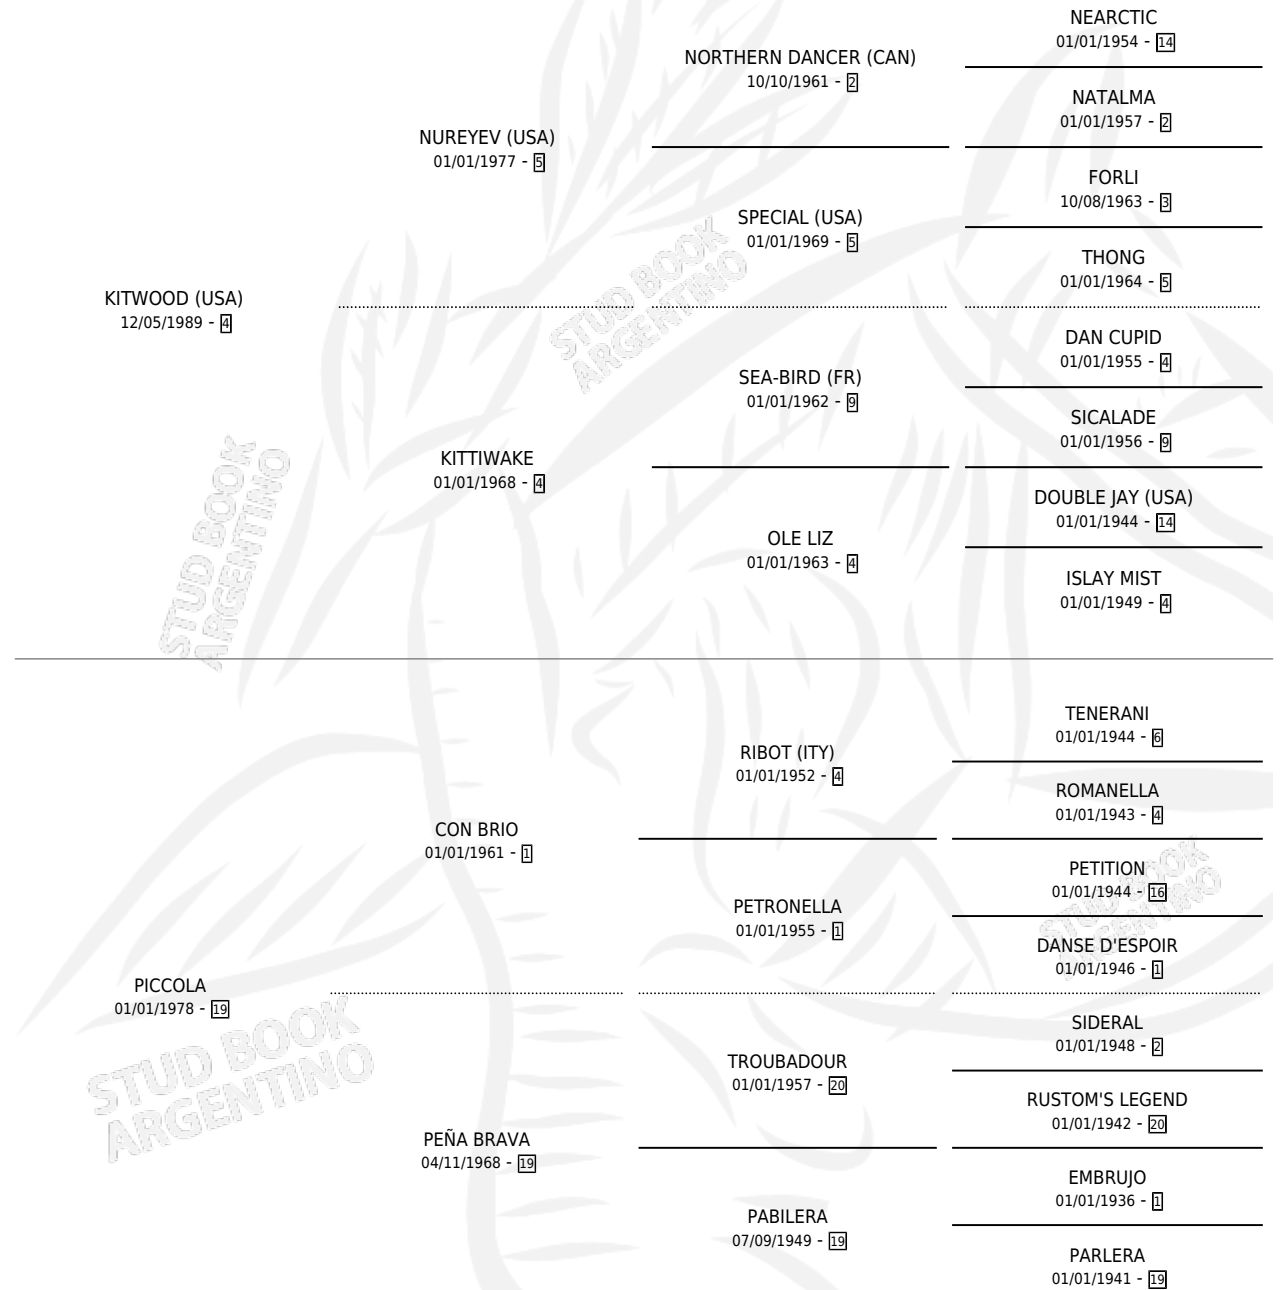 NEARCTIC
01/01/1954 - 14
NORTHERN DANCER (CAN)
10/10/1961 - 2
NATALMA
01/01/1957 - 2
NUREYEV (USA)
01/01/1977 - 5
FORLI
10/08/1963 - 3
SPECIAL (USA)
01/01/1969 - 5
THONG
01/01/1964 - 5
KITWOOD (USA)
12/05/1989 - 4
DAN CUPID
01/01/1955 - 4
SEA-BIRD (FR)
01/01/1962 - 9
SICALADE
01/01/1956 - 9
KITTIWAKE
01/01/1968 - 4
DOUBLE JAY (USA)
01/01/1944 - 14
OLE LIZ
01/01/1963 - 4
ISLAY MIST
01/01/1949 - 4
TENERANI
01/01/1944 - 6
RIBOT (ITY)
01/01/1952 - 4
ROMANELLA
01/01/1943 - 4
CON BRIO
01/01/1961 - 1
PETITION
01/01/1944 - 16
PETRONELLA
01/01/1955 - 1
DANSE D'ESPOIR
01/01/1946 - 1
PICCOLA
01/01/1978 - 19
SIDERAL
01/01/1948 - 2
TROUBADOUR
01/01/1957 - 20
RUSTOM'S LEGEND
01/01/1942 - 20
PEÑA BRAVA
04/11/1968 - 19
EMBRUJO
01/01/1936 - 1
PABILERA
07/09/1949 - 19
PARLERA
01/01/1941 - 19
STUD BOOK
ARGENTINO
STUD BOOK
ARGENTINO
STUD BOOK
ARGENTINO
STUD BOOK
ARGENTINO